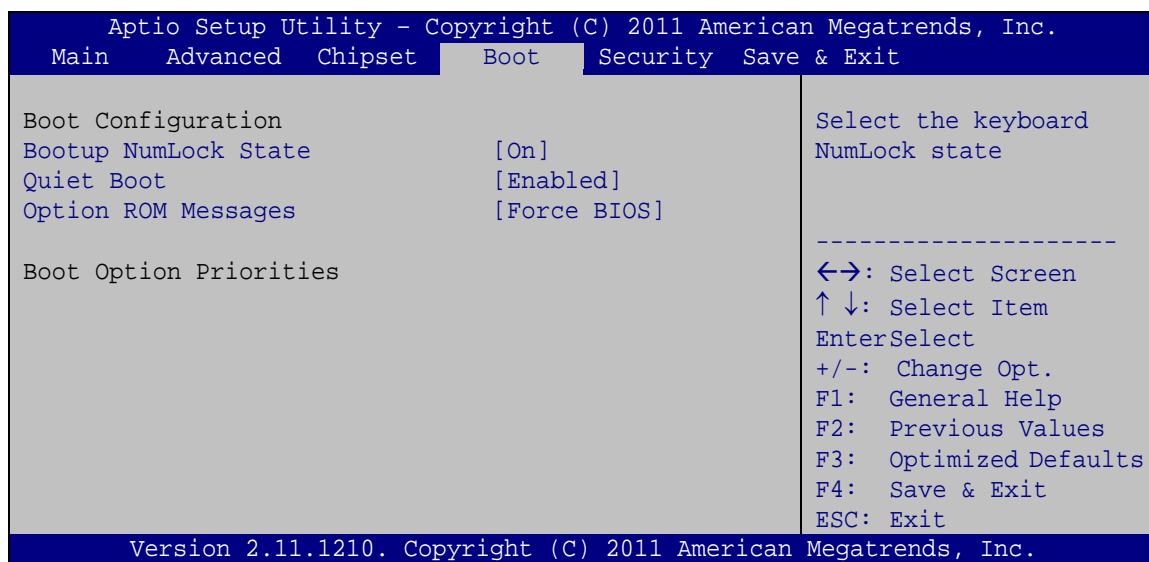 Aptio Setup Utility – Copyright (C) 2011 American Megatrends, Inc.
Main Advanced Chipset Boot Security Save & Exit
Boot Configuration
Bootup NumLock State [On]
Quiet Boot [Enabled]
Option ROM Messages [Force BIOS]
Boot Option Priorities
Select the keyboard
NumLock state
---------------------
←→: Select Screen
↑ ↓: Select Item
EnterSelect
+/-: Change Opt.
F1: General Help
F2: Previous Values
F3: Optimized Defaults
F4: Save & Exit
ESC: Exit
Version 2.11.1210. Copyright (C) 2011 American Megatrends, Inc.